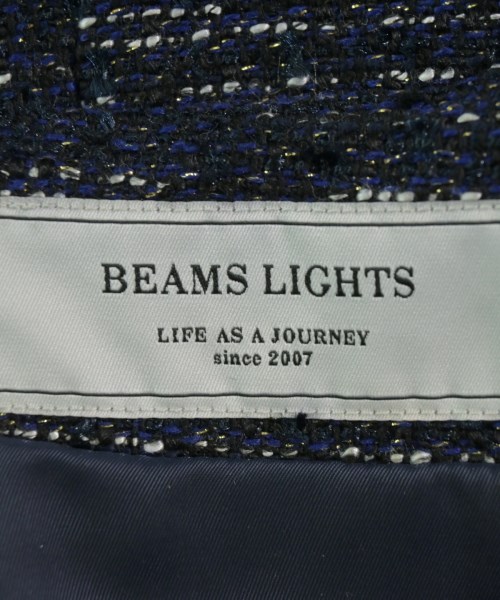 BEAMS LIGHTS
LIFE AS A JOURNEY
since 2007